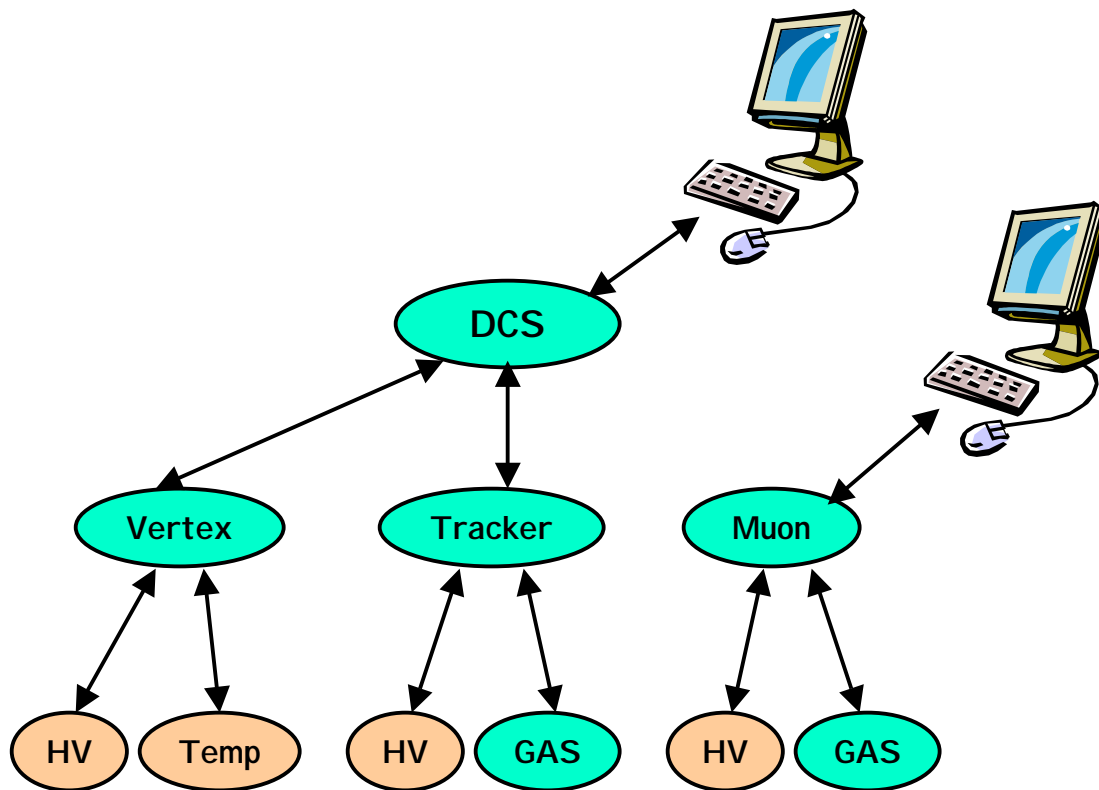 DCS
Vertex
Tracker
Muon
HV
Temp
HV
GAS
HV
GAS